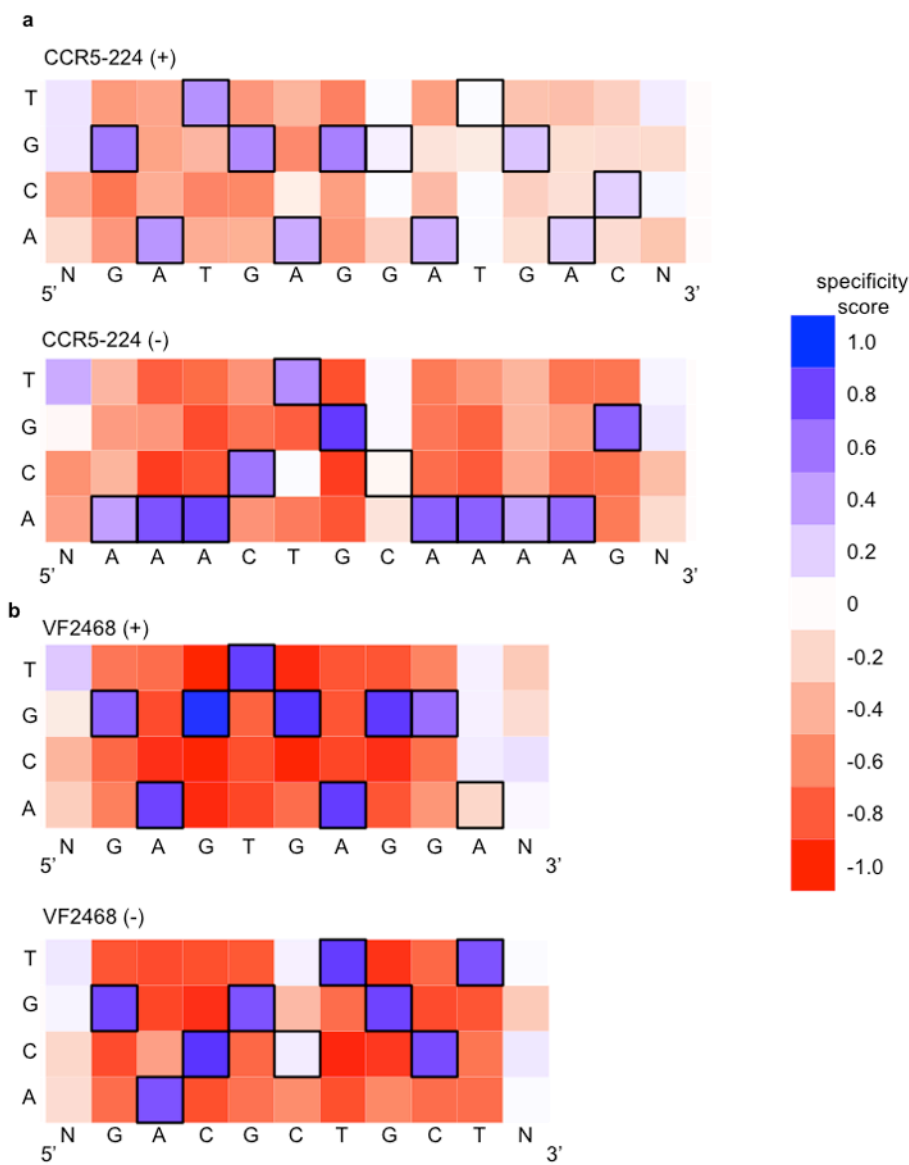 a
CCR5-224 (+)
T
G
C
A
N G A T G A G G A T G A C N
5’ 3’
CCR5-224 (-)
T
G
C
A
N A A A C T G C A A A A G N
5’ 3’
specificity
score
1.0
0.8
0.6
0.4
0.2
0
-0.2
-0.4
-0.6
-0.8
-1.0
b
VF2468 (+)
T
G
C
A
N G A G T G A G G A N
5’ 3’
VF2468 (-)
T
G
C
A
N G A C G C T G C T N
5’ 3’